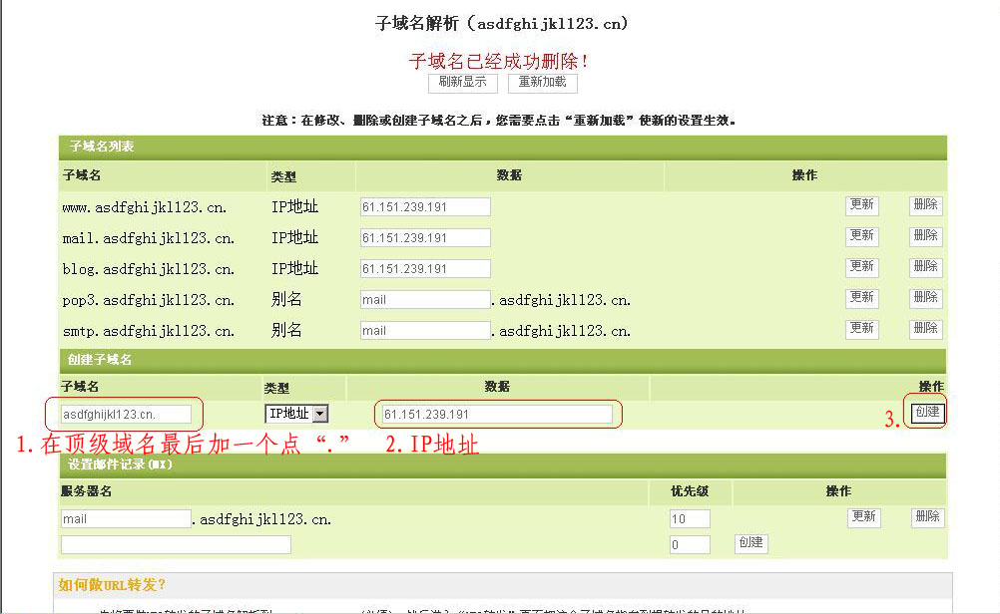 子域名解析（asdfghijkl123.cn）
子域名已经成功删除！
刷新显示 重新加载
注意：在修改、删除或创建子域名之后，您需要点击“重新加载”使新的设置生效。
子域名列表
子域名 类型 数据 操作
www.asdfghijkl123.cn. IP地址 61.151.239.191 更新 删除
mail.asdfghijkl123.cn. IP地址 61.151.239.191 更新 删除
blog.asdfghijkl123.cn. IP地址 61.151.239.191 更新 删除
pop3.asdfghijkl123.cn. 别名 mail .asdfghijkl123.cn. 更新 删除
smtp.asdfghijkl123.cn. 别名 mail .asdfghijkl123.cn. 更新 删除
创建子域名
子域名 类型 数据 操作
asdfghijkl123.cn. IP地址 61.151.239.191 3. 创建
1.在顶级域名最后加一个点“.” 2.IP地址
设置邮件记录(MX)
服务器名 优先级 操作
mail .asdfghijkl123.cn. 10 更新 删除
0 创建
如何做URL转发？